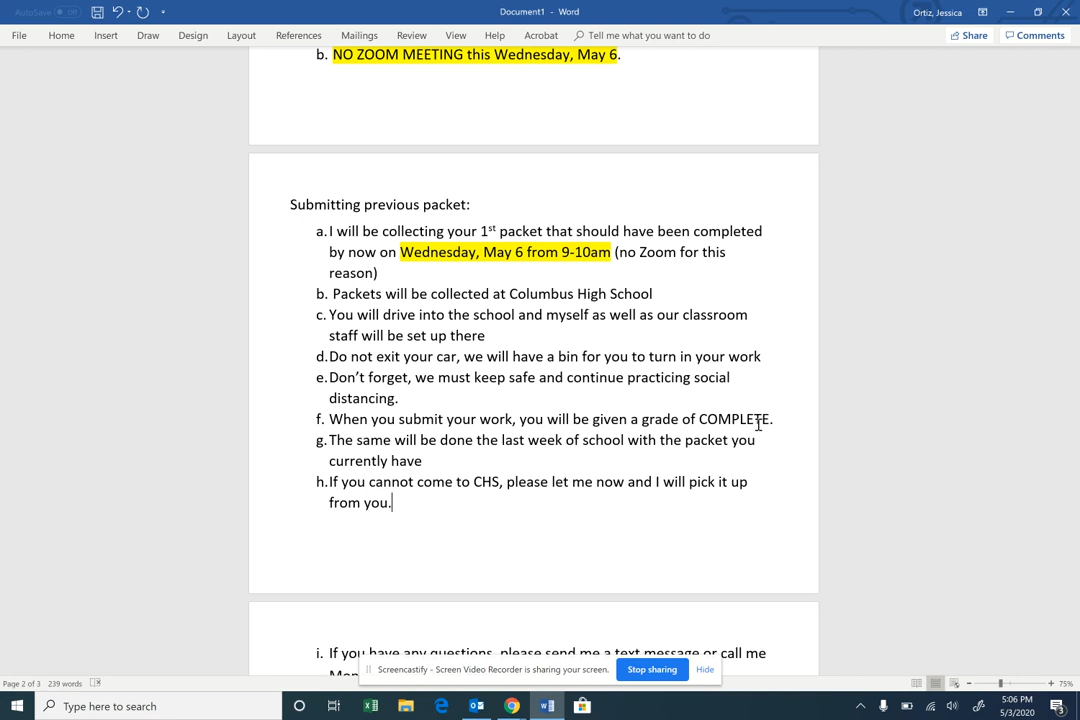 AutoSave Off Document1 - Word Ortiz, Jessica
File Home Insert Draw Design Layout References Mailings Review View Help Acrobat Tell me what you want to do Share Comments
b. NO ZOOM MEETING this Wednesday, May 6.
Submitting previous packet:
a. I will be collecting your 1st packet that should have been completed
by now on Wednesday, May 6 from 9-10am (no Zoom for this
reason)
b. Packets will be collected at Columbus High School
c. You will drive into the school and myself as well as our classroom
staff will be set up there
d. Do not exit your car, we will have a bin for you to turn in your work
e. Don't forget, we must keep safe and continue practicing social
distancing.
f. When you submit your work, you will be given a grade of COMPLETE.
g. The same will be done the last week of school with the packet you
currently have
h. If you cannot come to CHS, please let me now and I will pick it up
from you.
i. If you have any questions, please send me a text message or call me
Screencastify - Screen Video Recorder is sharing your screen. Stop sharing Hide
Page 2 of 3 239 words 75%
Type here to search 5:06 PM
5/3/2020 3